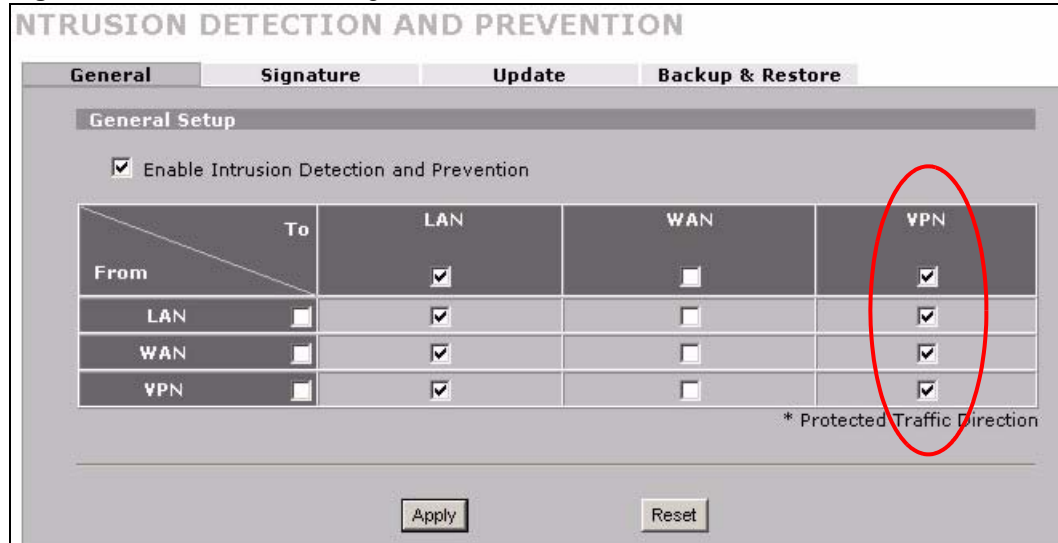 NTRUSION DETECTION AND PREVENTION
General Signature Update Backup & Restore
General Setup
Enable Intrusion Detection and Prevention
To LAN WAN VPN
From
LAN
WAN
VPN
* Protected Traffic Direction
Apply Reset